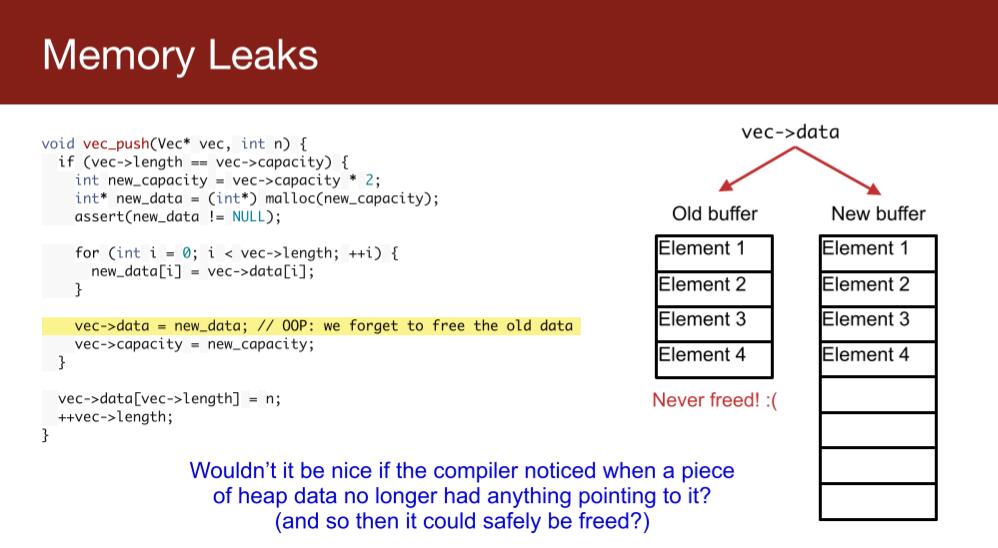 Memory Leaks
void vec_push(Vec* vec, int n) {
if (vec->length == vec->capacity) {
int new_capacity = vec->capacity * 2;
int* new_data = (int*) malloc(new_capacity);
assert(new_data != NULL);
for (int i = 0; i < vec->length; ++i) {
new_data[i] = vec->data[i];
}
vec->data = new_data; // OOP: we forget to free the old data
vec->capacity = new_capacity;
}
vec->data[vec->length] = n;
++vec->length;
}
vec->data
Old buffer
Element 1
Element 2
Element 3
Element 4
Never freed! :(
New buffer
Element 1
Element 2
Element 3
Element 4
Wouldn't it be nice if the compiler noticed when a piece
of heap data no longer had anything pointing to it?
(and so then it could safely be freed?)